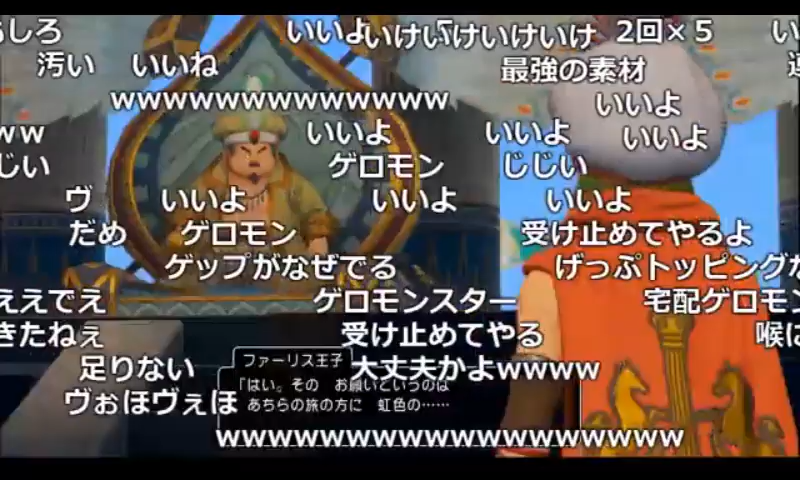 しろ
いいよ
いけいけいけいけ
2回×5
い
汚い
いいね
最強の素材
wwwwwwwwwwwwww
いいよ
ww
いいよ
いいよ
いいよ
じい
ゲロモン
じじい
ヴ
いいよ
いいよ
いいよ
だめ
ゲロモン
受け止めてやるよ
ゲップがなぜでる
げっぷトッピングか
ええでえ
ゲロモンスター
宅配ゲロモン
きたねぇ
受け止めてやる
喉に
足りない
ファーリス王子
大丈夫かよwwww
「はい。その お願いというのは
ヴぉほヴぇほ
あちらの旅の方に 虹色の……
wwwwwwwwwwwwwwwwww